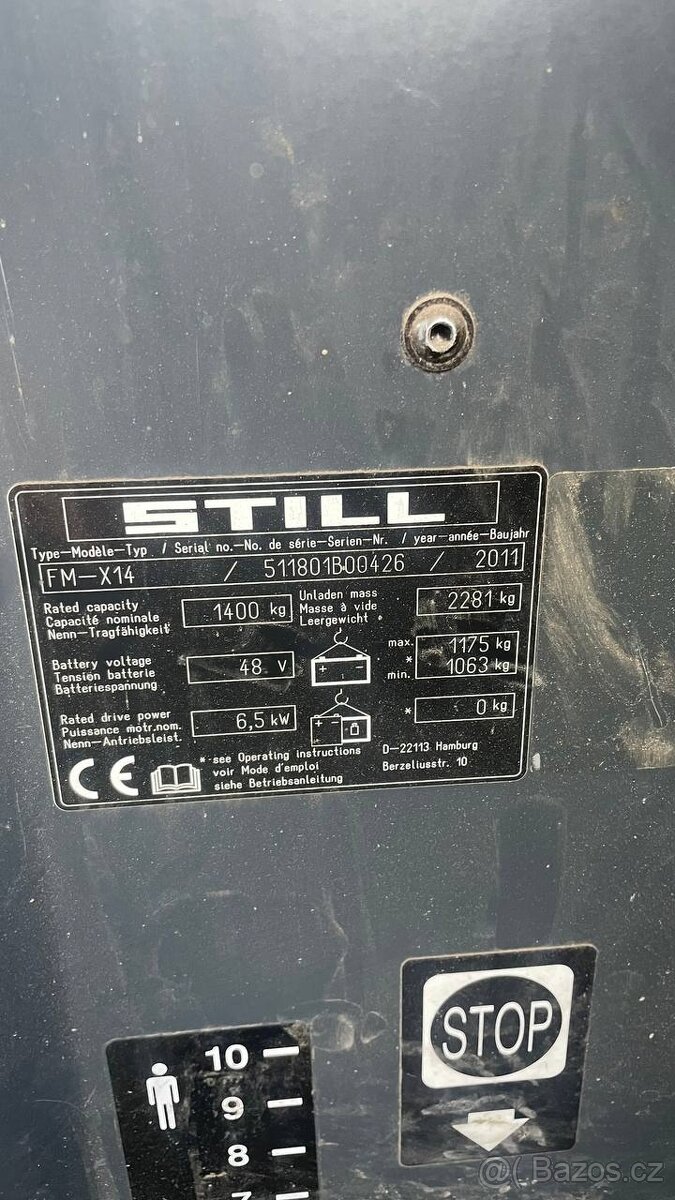 STILL
Type-Modèle-Typ / Serial no.-No. de série-Serien-Nr. / year-année-Baujahr
FM-X14 / 511801B00426 / 2011
Rated capacity
Capacité nominale
Nenn-Tragfähigkeit
1400 kg
Unladen mass
Masse à vide
Leergewicht
2281 kg
Battery voltage
Tension batterie
Batteriespannung
48 V
+ -
max. 1175 kg
* min. 1063 kg
Rated drive power
Puissance motr.nom.
Nenn-Antriebsleist.
6,5 kW
+ -
* 0 kg
CE
* see Operating instructions
voir Mode d'emploi
siehe Betriebsanleitung
D-22113 Hamburg
Berzeliusstr. 10
STOP
10
9
8
7
@ Bazos.cz